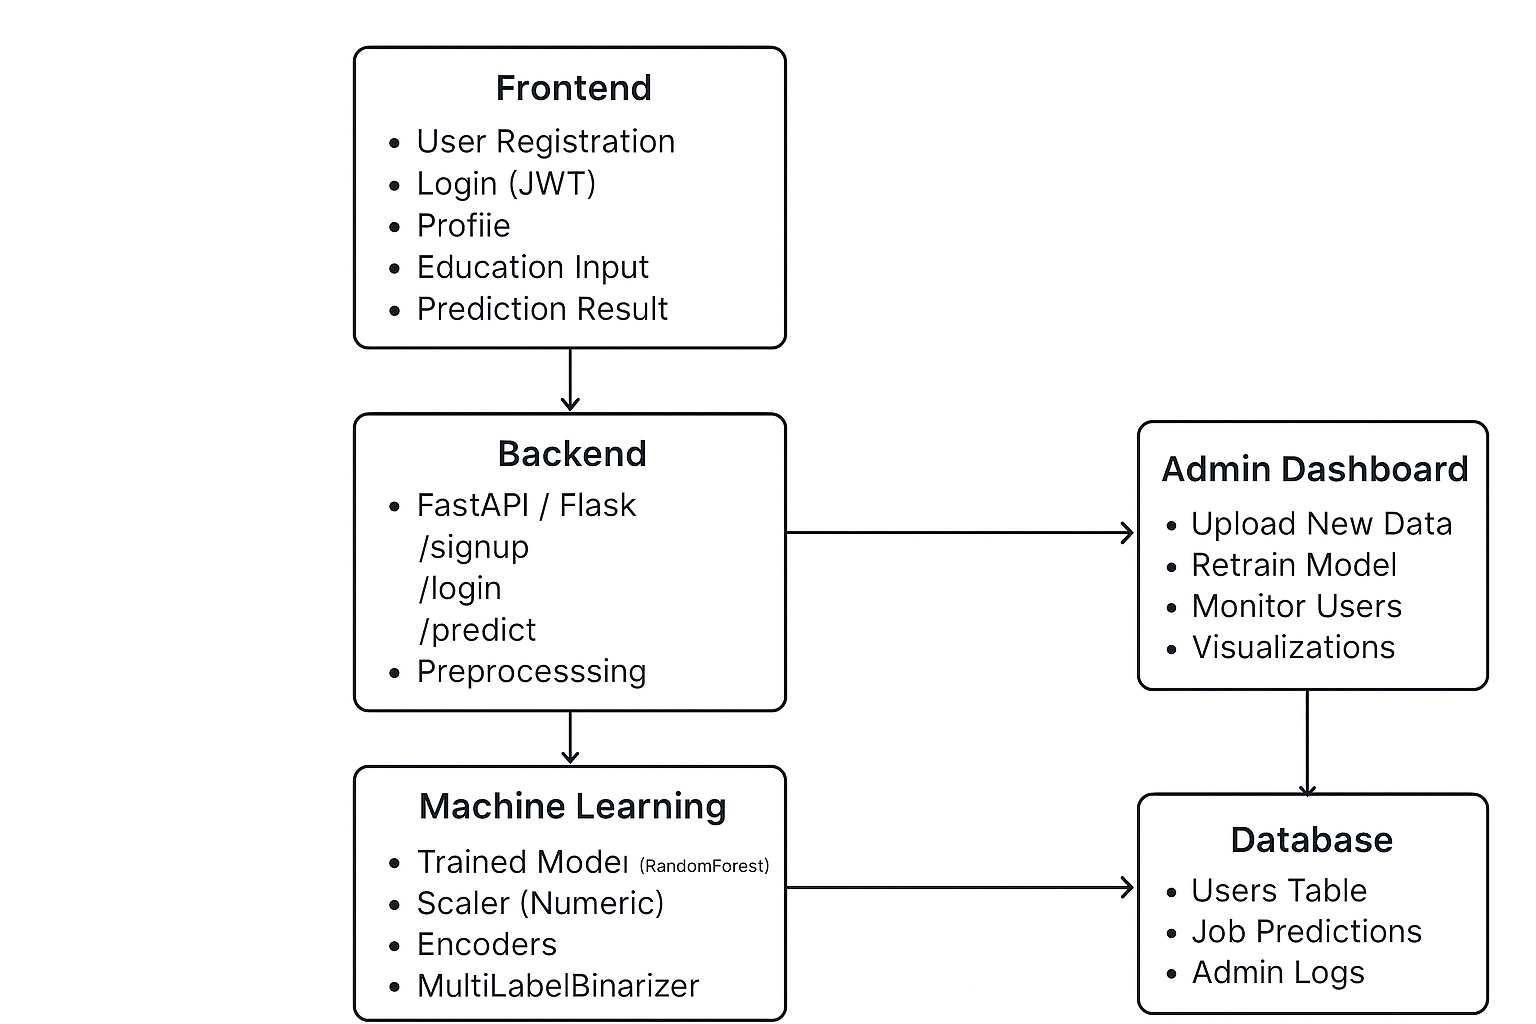 Frontend
• User Registration
• Login (JWT)
• Profiie
• Education Input
• Prediction Result
Backend
• FastAPI / Flask
/signup
/login
/predict
• Preprocesssing
Admin Dashboard
• Upload New Data
• Retrain Model
• Monitor Users
• Visualizations
Machine Learning
• Trained Model (RandomForest)
• Scaler (Numeric)
• Encoders
• MultiLabelBinarizer
Database
• Users Table
• Job Predictions
• Admin Logs